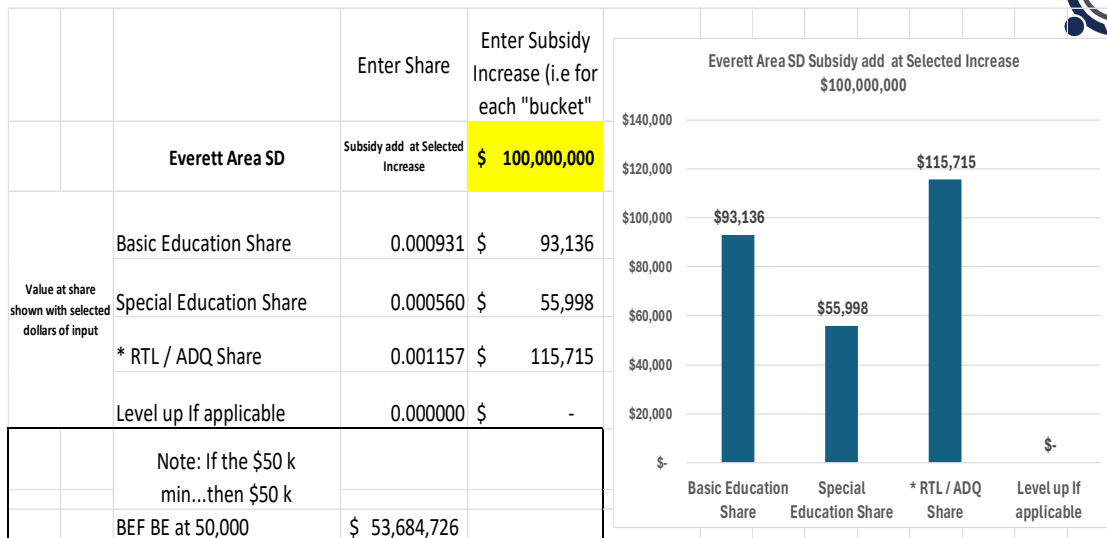 Enter Share
Enter Subsidy
Increase (i.e for
each "bucket"
Everett Area SD
Subsidy add at Selected
Increase
$ 100,000,000
Value at share
shown with selected
dollars of input
Basic Education Share 0.000931 $ 93,136
Special Education Share 0.000560 $ 55,998
* RTL / ADQ Share 0.001157 $ 115,715
Level up If applicable 0.000000 $ -
Note: If the $50 k
min...then $50 k
BEF BE at 50,000 $ 53,684,726
Everett Area SD Subsidy add at Selected Increase
$100,000,000
$140,000
$120,000
$100,000
$80,000
$60,000
$40,000
$20,000
$-
$93,136
$55,998
$115,715
$-
Basic Education
Share
Special
Education Share
* RTL / ADQ
Share
Level up If
applicable